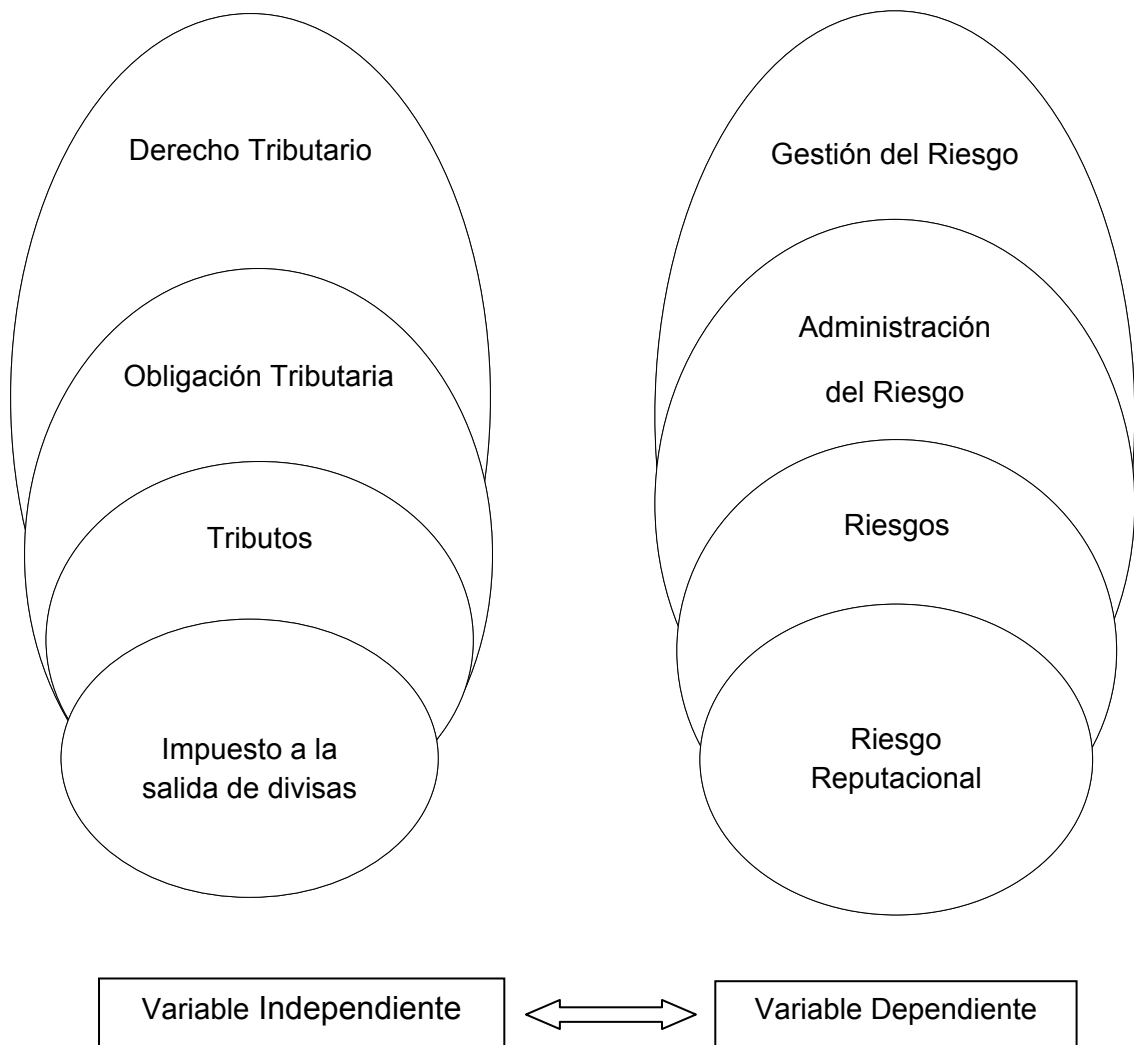 Derecho Tributario
Obligación Tributaria
Tributos
Impuesto a la
salida de divisas
Variable Independiente
Gestión del Riesgo
Administración
del Riesgo
Riesgos
Riesgo
Reputacional
Variable Dependiente